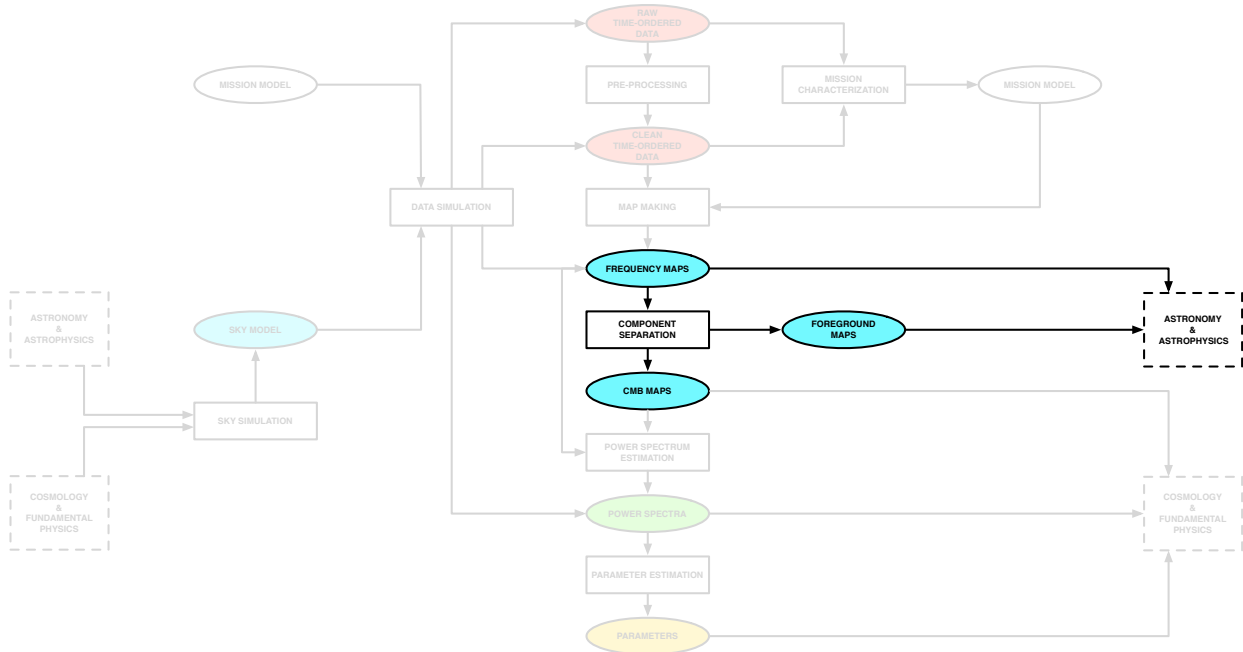 RAW
TIME-ORDERED
DATA
MISSION MODEL
PRE-PROCESSING
MISSION
CHARACTERIZATION
MISSION MODEL
CLEAN
TIME-ORDERED
DATA
DATA SIMULATION
MAP MAKING
FREQUENCY MAPS
ASTRONOMY
&
ASTROPHYSICS
SKY MODEL
COMPONENT
SEPARATION
FOREGROUND
MAPS
ASTRONOMY
&
ASTROPHYSICS
CMB MAPS
SKY SIMULATION
POWER SPECTRUM
ESTIMATION
COSMOLOGY
&
FUNDAMENTAL
PHYSICS
POWER SPECTRA
COSMOLOGY
&
FUNDAMENTAL
PHYSICS
PARAMETER ESTIMATION
PARAMETERS